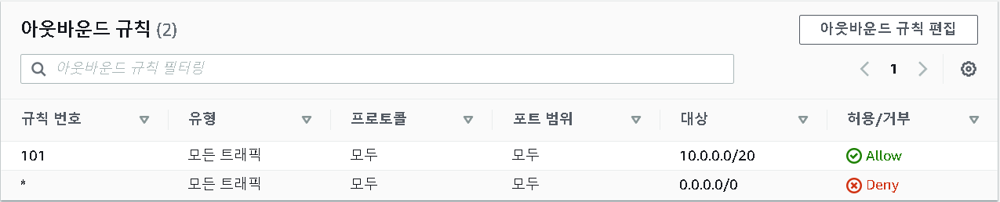 아웃바운드 규칙 (2)
아웃바운드 규칙 편집
아웃바운드 규칙 필터링
1
규칙 번호 유형 프로토콜 포트 범위 대상 허용/거부
101 모든 트래픽 모두 모두 10.0.0.0/20 Allow
* 모든 트래픽 모두 모두 0.0.0.0/0 Deny